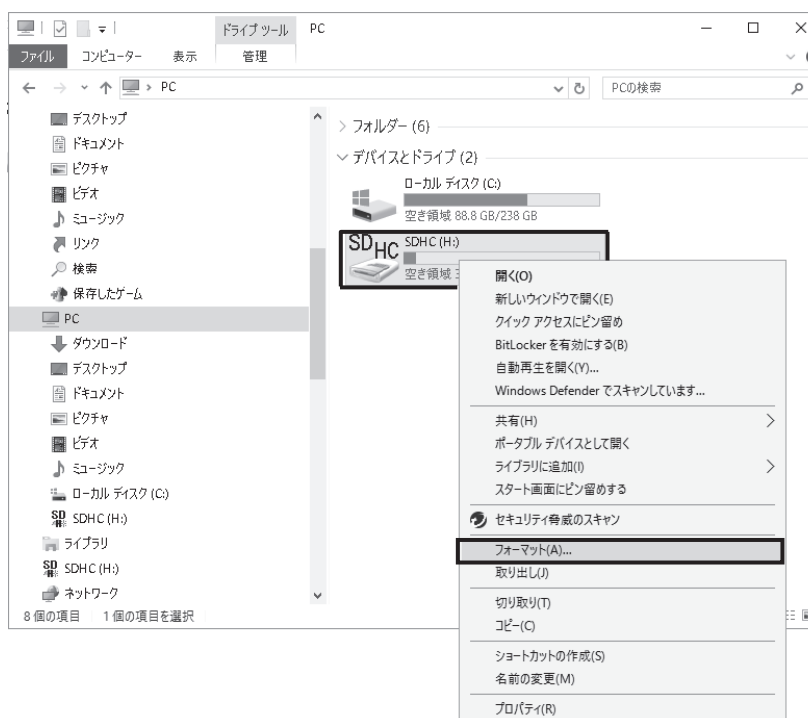 ドライブ ツール PC
ファイル コンピューター 表示 管理
PC
PCの検索
デスクトップ
ドキュメント
ピクチャ
ビデオ
ミュージック
リンク
検索
保存したゲーム
PC
ダウンロード
デスクトップ
ドキュメント
ピクチャ
ビデオ
ミュージック
ローカル ディスク (C:)
SD SDHC (H:)
ライブラリ
SD SDHC (H:)
ネットワーク
8 個の項目 1 個の項目を選択
フォルダー (6)
デバイスとドライブ (2)
ローカル ディスク (C:)
空き領域 88.8 GB/238 GB
SDHC SDHC (H:)
空き領域
開く(O)
新しいウィンドウで開く(E)
クイック アクセスにピン留め
BitLocker を有効にする(B)
自動再生を開く(Y)...
Windows Defender でスキャンしています...
共有(H)
ポータブル デバイスとして開く
ライブラリに追加(I)
スタート画面にピン留めする
セキュリティ脅威のスキャン
フォーマット(A)...
取り出し(J)
切り取り(T)
コピー(C)
ショートカットの作成(S)
名前の変更(M)
プロパティ(R)